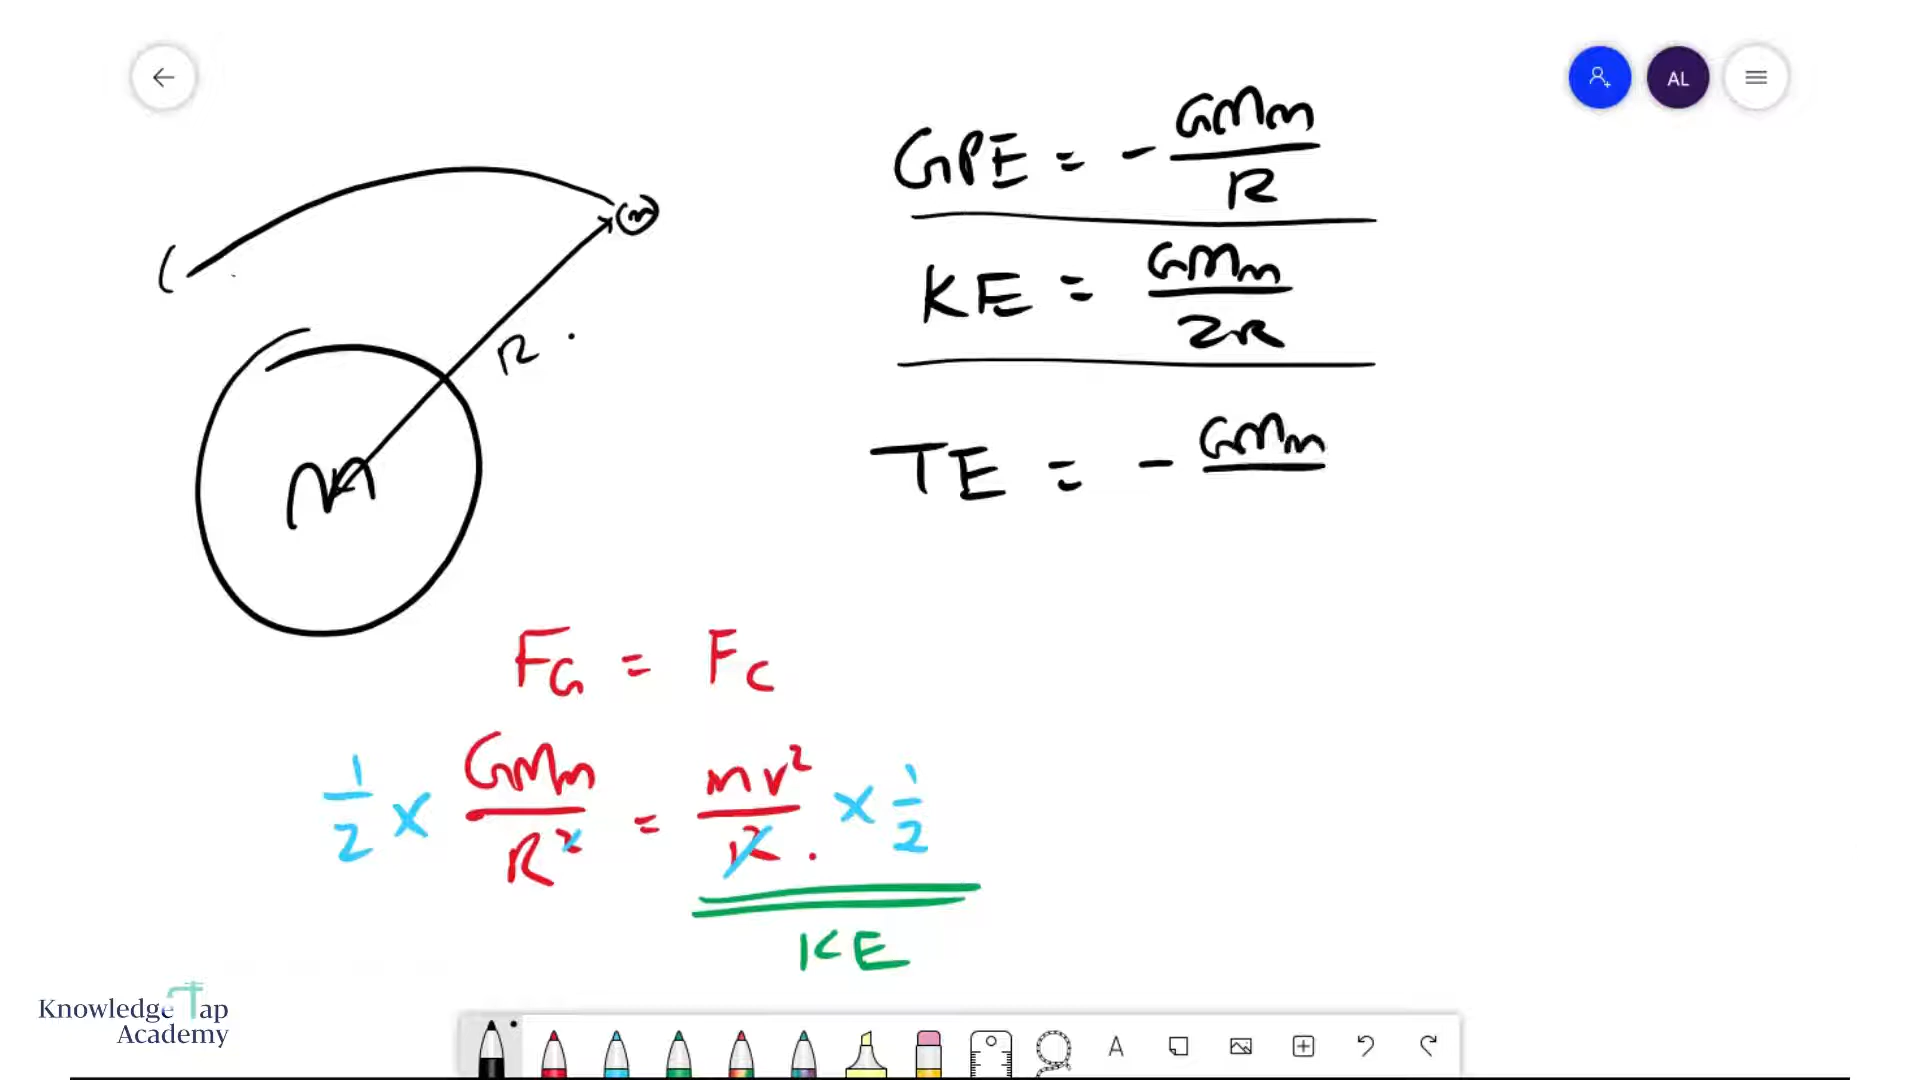 AL
GPE = - GMm / R
KE = GMm / 2R
TE = - GMm
m
R
M
FG = FC
1/2 x GMm / R² = mv² / R . x 1/2
KE
Knowledge Tap
Academy
A